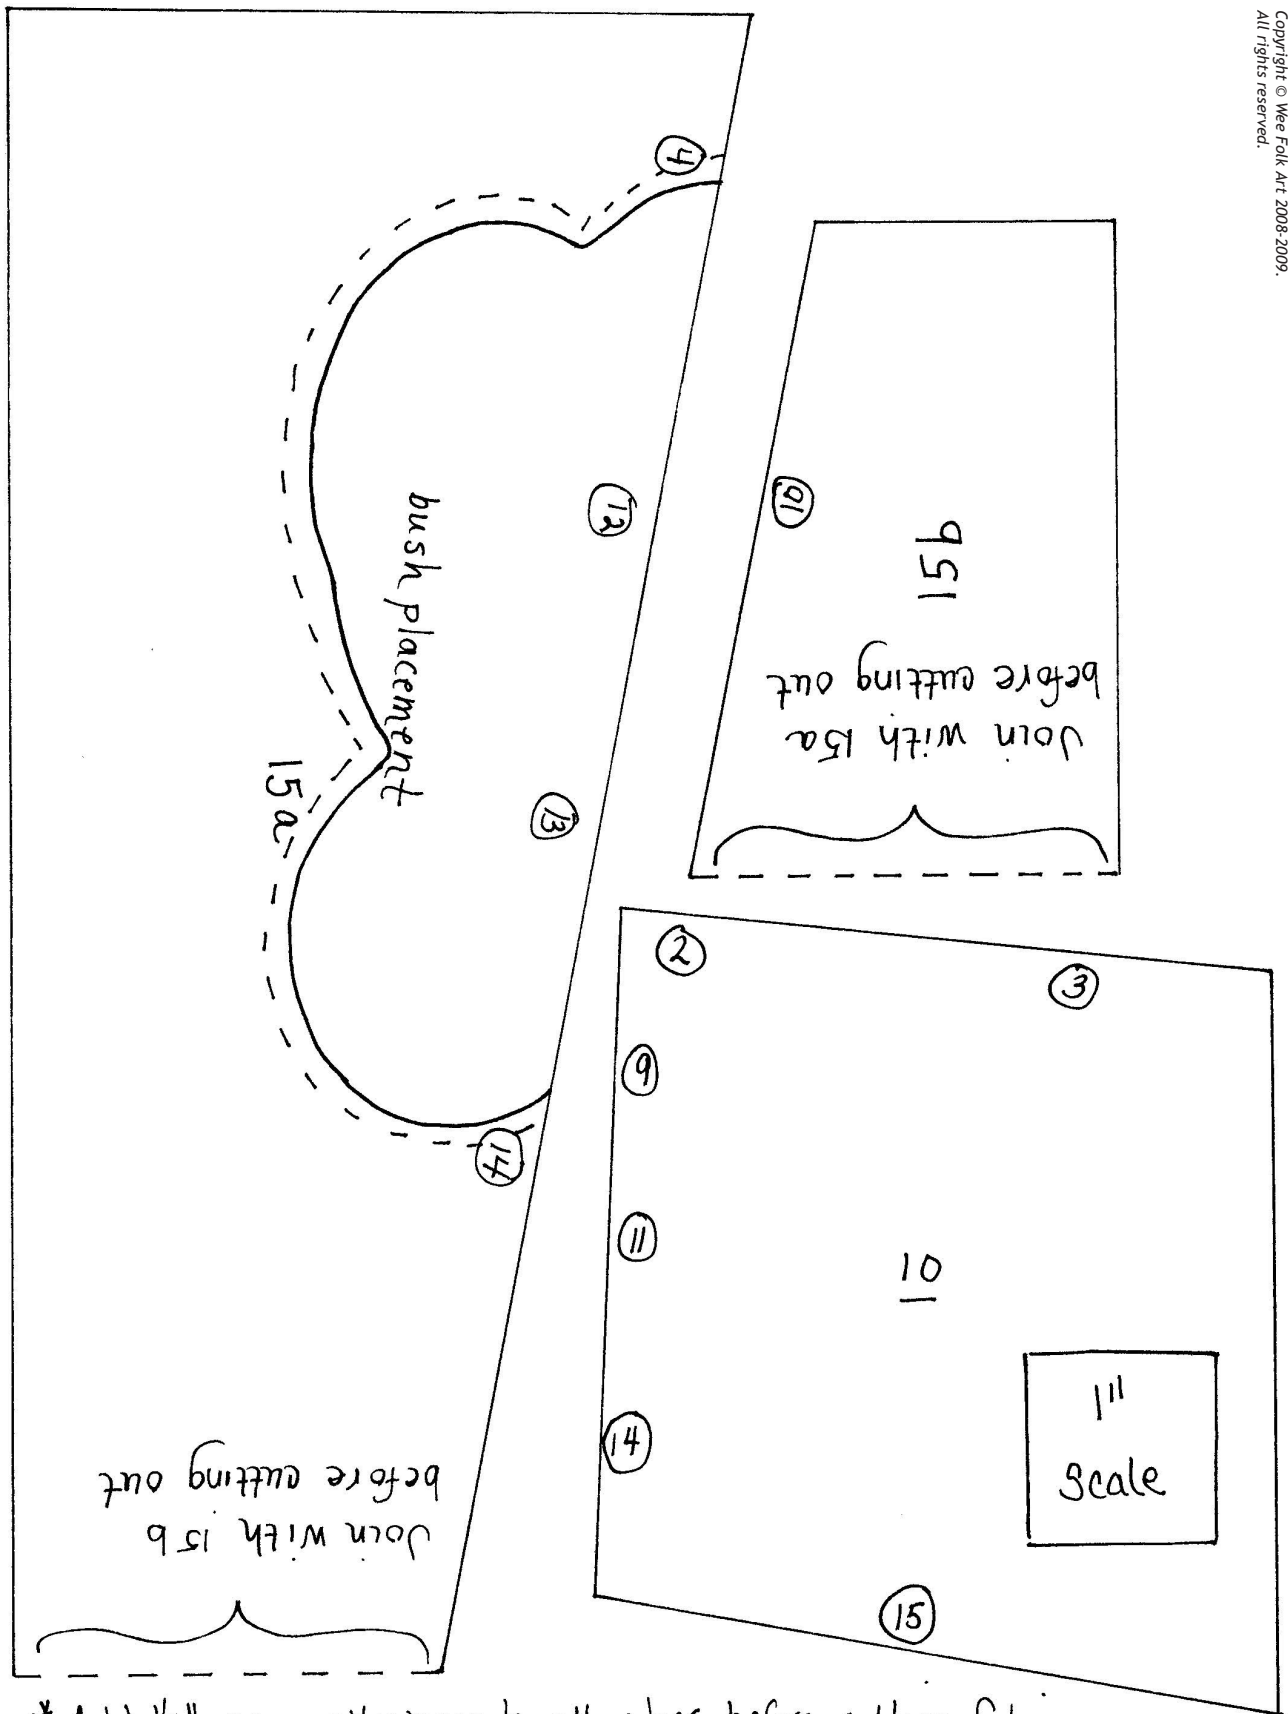 Copyright © Wee Folk Art 2008-2009.
All rights reserved.
4
12
13
14
bush placement
15a
Join with 15b
before cutting out
10
15b
Join with 15a
before cutting out
2
3
9
11
14
15
10
1"
Scale